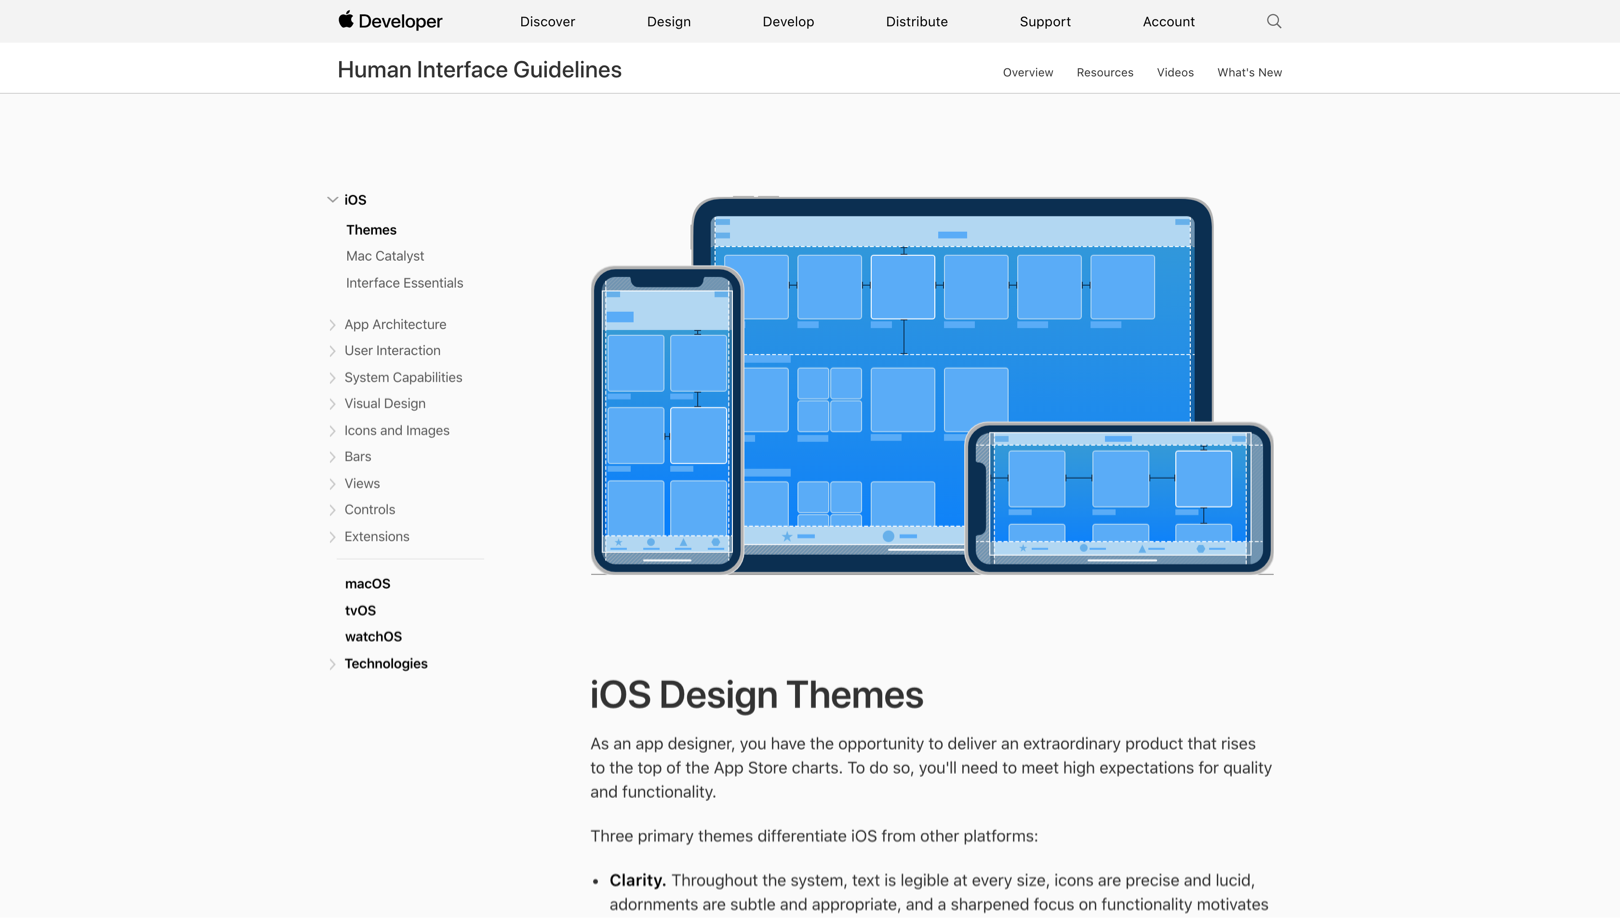 Developer
Discover
Design
Develop
Distribute
Support
Account
Human Interface Guidelines
Overview
Resources
Videos
What's New
iOS
Themes
Mac Catalyst
Interface Essentials
App Architecture
User Interaction
System Capabilities
Visual Design
Icons and Images
Bars
Views
Controls
Extensions
macOS
tvOS
watchOS
Technologies
iOS Design Themes
As an app designer, you have the opportunity to deliver an extraordinary product that rises
to the top of the App Store charts. To do so, you'll need to meet high expectations for quality
and functionality.
Three primary themes differentiate iOS from other platforms:
• Clarity. Throughout the system, text is legible at every size, icons are precise and lucid,
adornments are subtle and appropriate, and a sharpened focus on functionality motivates